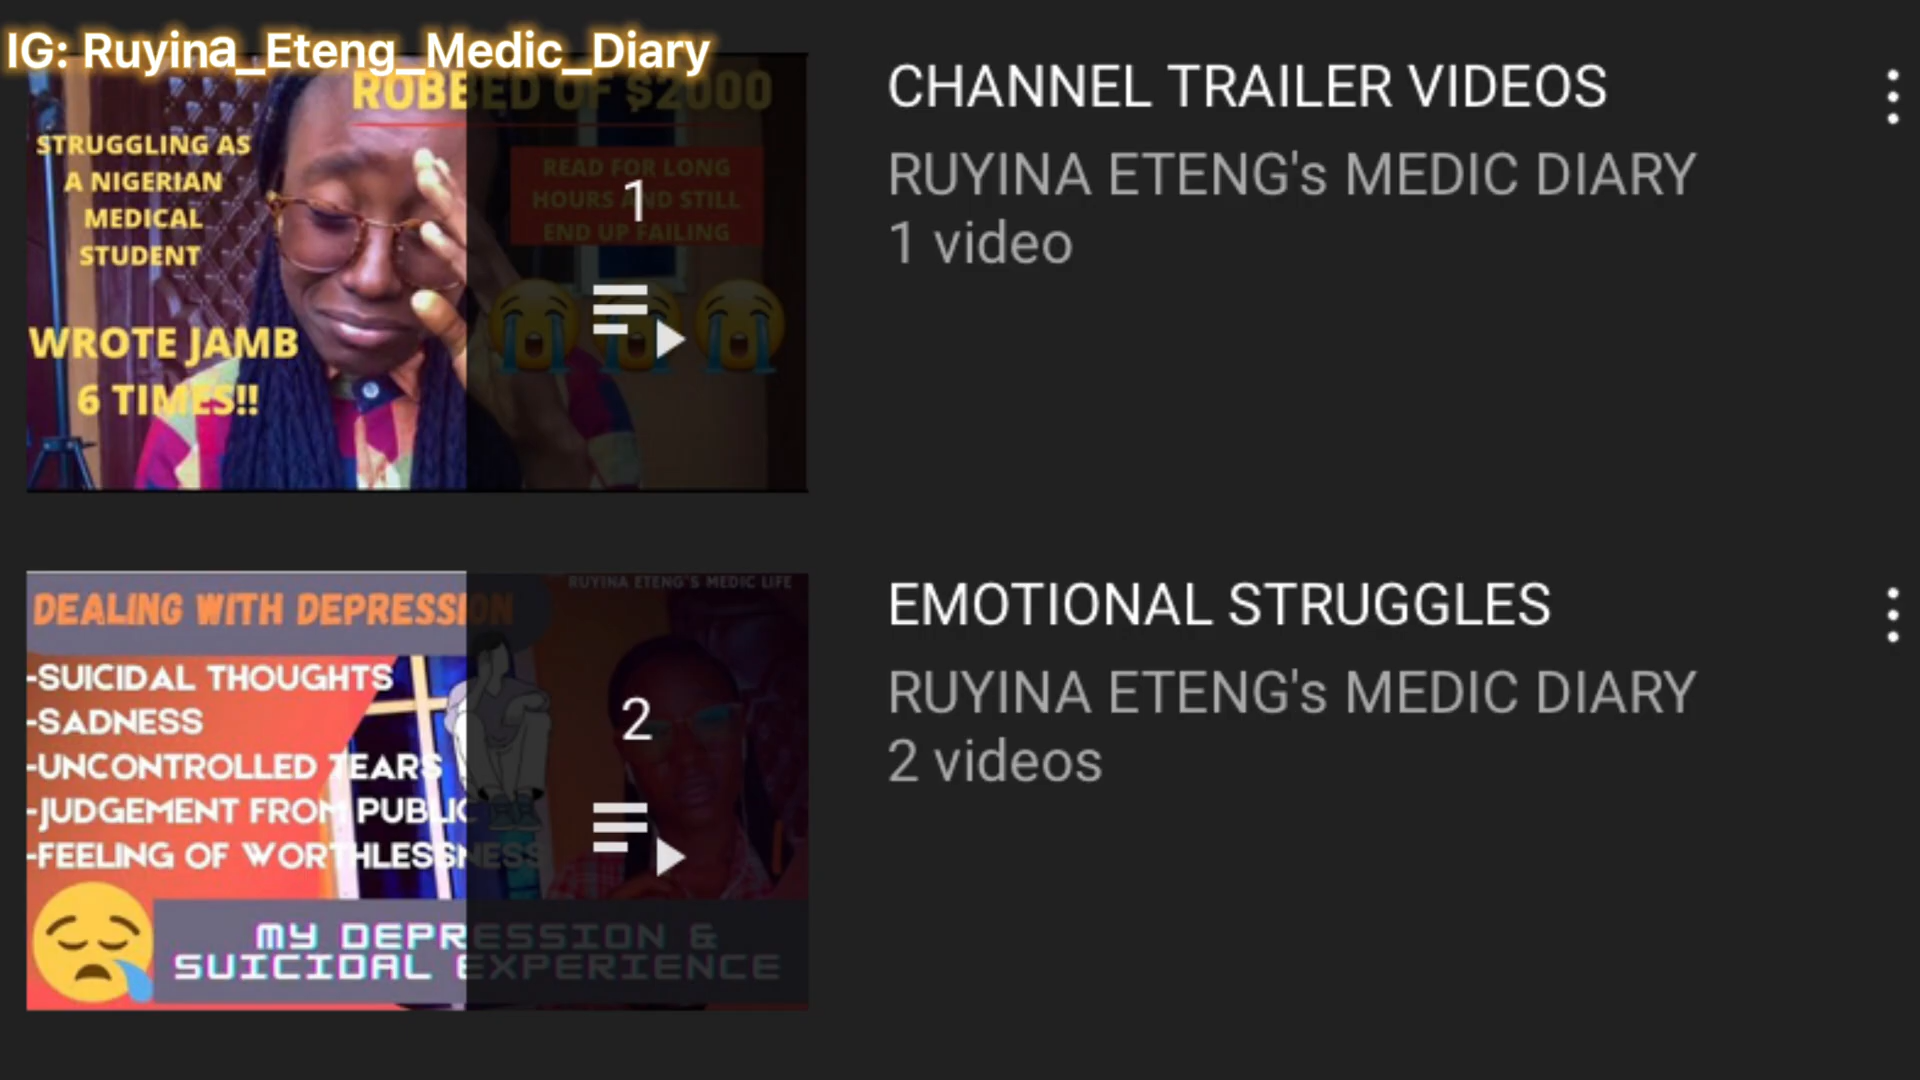 IG: Ruyina_Eteng_Medic_Diary
ROBBED OF $2000
STRUGGLING AS
A NIGERIAN
MEDICAL
STUDENT
WROTE JAMB
6 TIMES!!
READ FOR LONG
HOURS AND STILL
END UP FAILING
1
CHANNEL TRAILER VIDEOS
RUYINA ETENG's MEDIC DIARY
1 video
RUYINA ETENG'S MEDIC LIFE
DEALING WITH DEPRESSION
-SUICIDAL THOUGHTS
-SADNESS
-UNCONTROLLED TEARS
-JUDGEMENT FROM PUBLIC
-FEELING OF WORTHLESSNESS
MY DEPRESSION &
SUICIDAL EXPERIENCE
2
EMOTIONAL STRUGGLES
RUYINA ETENG's MEDIC DIARY
2 videos